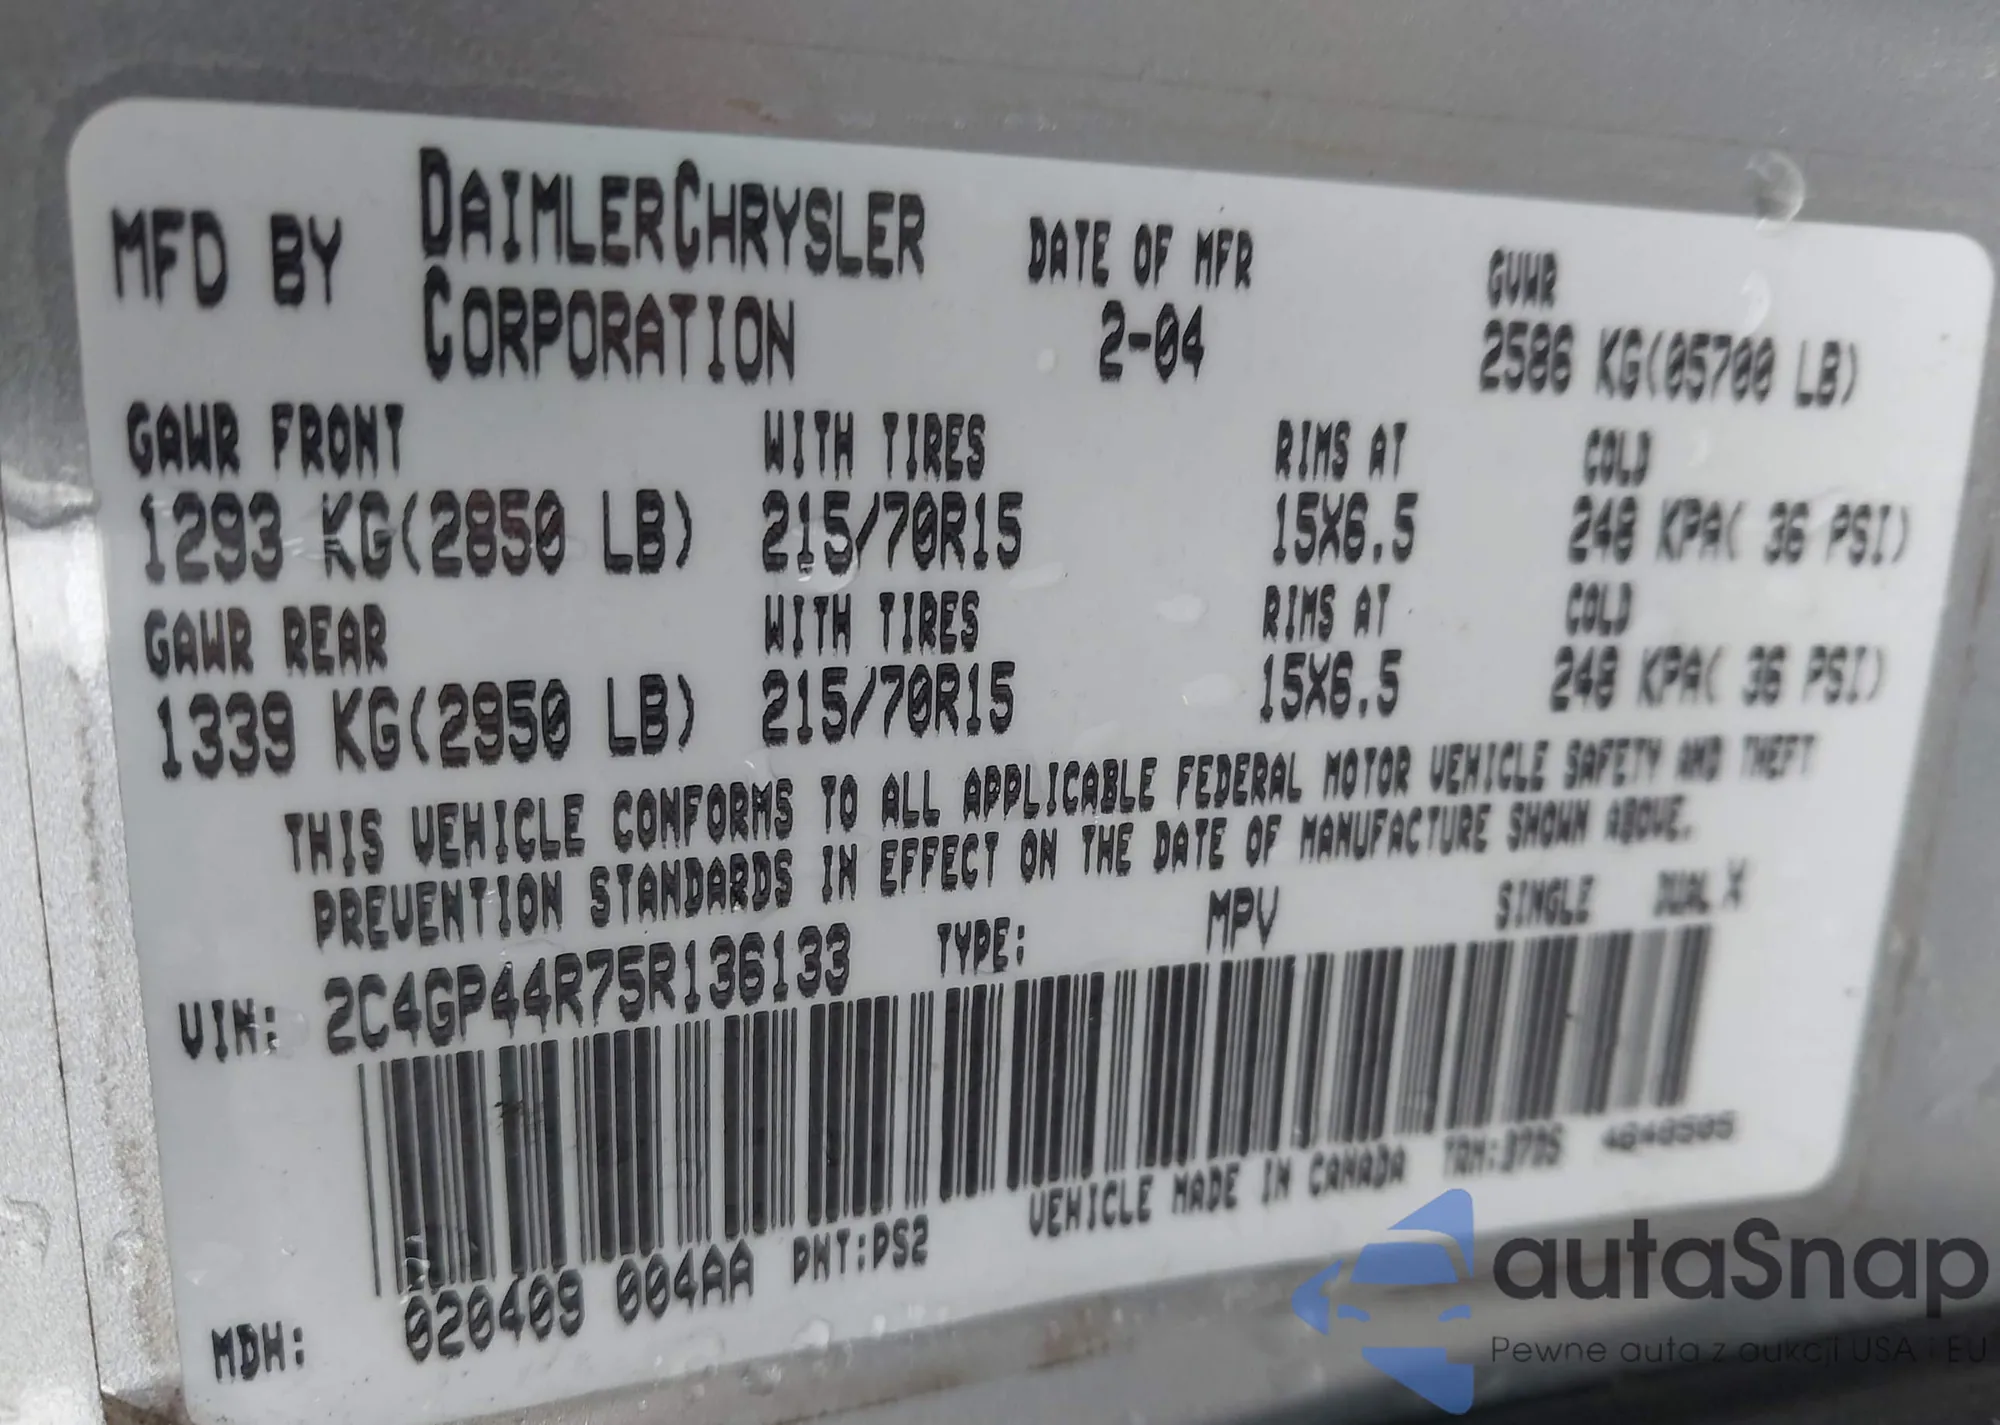 MFD BY DAIMLERCHRYSLER CORPORATION
DATE OF MFR
2-04
GVWR
2586 KG(05700 LB)
GAWR FRONT WITH TIRES RIMS AT COLD
1293 KG(2850 LB) 215/70R15 15X6.5 248 KPA( 36 PSI)
GAWR REAR WITH TIRES RIMS AT COLD
1339 KG(2950 LB) 215/70R15 15X6.5 248 KPA( 36 PSI)
THIS VEHICLE CONFORMS TO ALL APPLICABLE FEDERAL MOTOR VEHICLE SAFETY AND THEFT
PREVENTION STANDARDS IN EFFECT ON THE DATE OF MANUFACTURE SHOWN ABOVE.
VIN: 2C4GP44R75R136133 TYPE: MPV SINGLE DUAL X
MDH: 020409 004AA PNT:PS2 VEHICLE MADE IN CANADA
autaSnap
Pewne auta z aukcji USA i EU